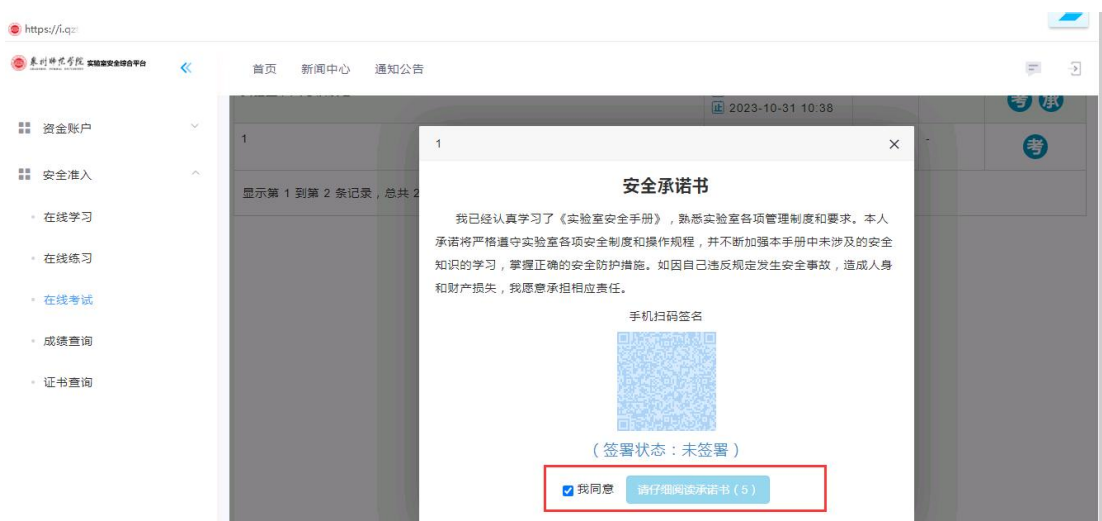 https://i.qz
泉州师范学院 实验室安全综合平台
首页 新闻中心 通知公告
资金账户
安全准入
在线学习
在线练习
在线考试
成绩查询
证书查询
止 2023-10-31 10:38
考 承
1
-
考
显示第 1 到第 2 条记录，总共 2
1
安全承诺书
我已经认真学习了《实验室安全手册》，熟悉实验室各项管理制度和要求。本人
承诺将严格遵守实验室各项安全制度和操作规程，并不断加强本手册中未涉及的安全
知识的学习，掌握正确的安全防护措施。如因自己违反规定发生安全事故，造成人身
和财产损失，我愿意承担相应责任。
手机扫码签名
（签署状态：未签署）
我同意 请仔细阅读承诺书（5）